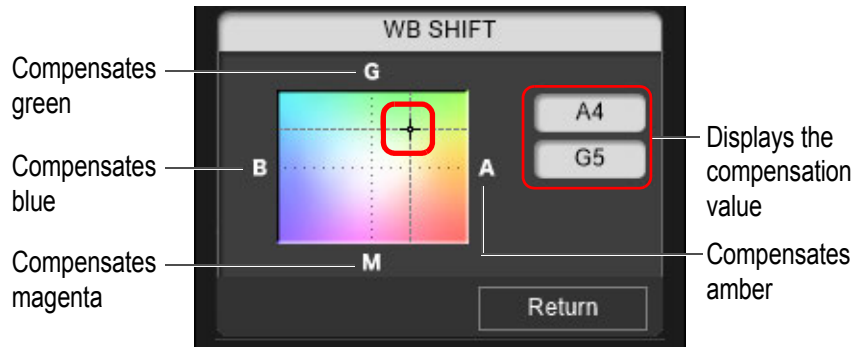 WB SHIFT
Compensates
green
G
A4
G5
Displays the
compensation
value
Compensates
blue
B
A
Compensates
magenta
M
Compensates
amber
Return